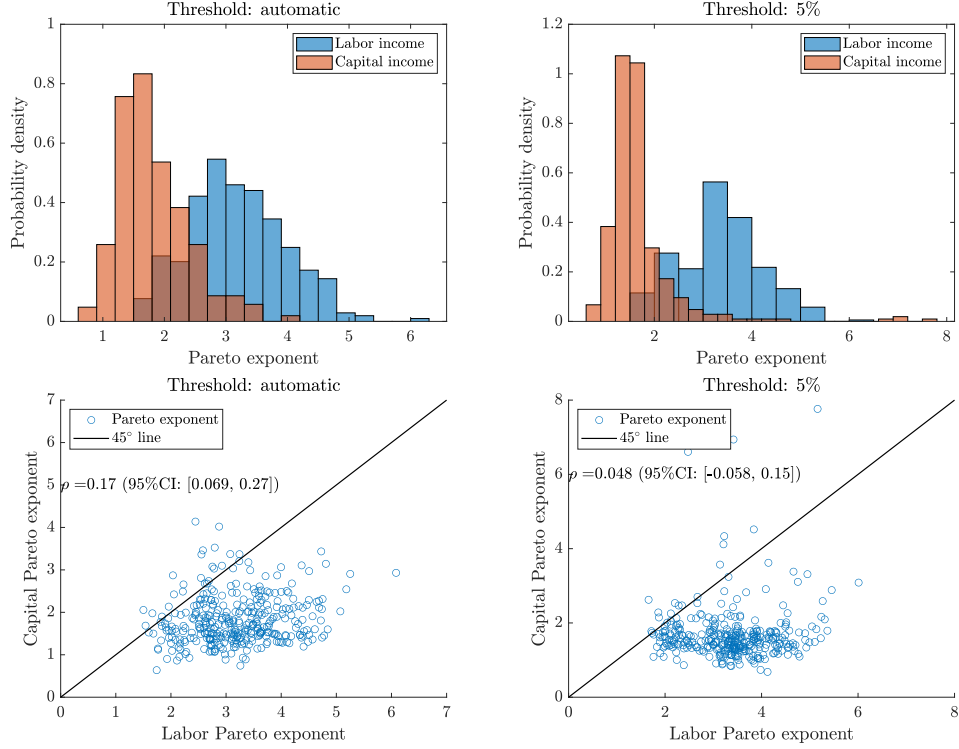 Threshold: automatic
1
0.8
0.6
0.4
0.2
0
Probability density
Labor income
Capital income
1 2 3 4 5 6
Pareto exponent
Threshold: 5%
1.2
1
0.8
0.6
0.4
0.2
0
Probability density
Labor income
Capital income
2 4 6 8
Pareto exponent
Threshold: automatic
7
6
5
4
3
2
1
0
Capital Pareto exponent
Pareto exponent
45° line
ρ =0.17 (95%CI: [0.069, 0.27])
0 1 2 3 4 5 6 7
Labor Pareto exponent
Threshold: 5%
8
6
4
2
0
Capital Pareto exponent
Pareto exponent
45° line
ρ =0.048 (95%CI: [-0.058, 0.15])
0 2 4 6 8
Labor Pareto exponent